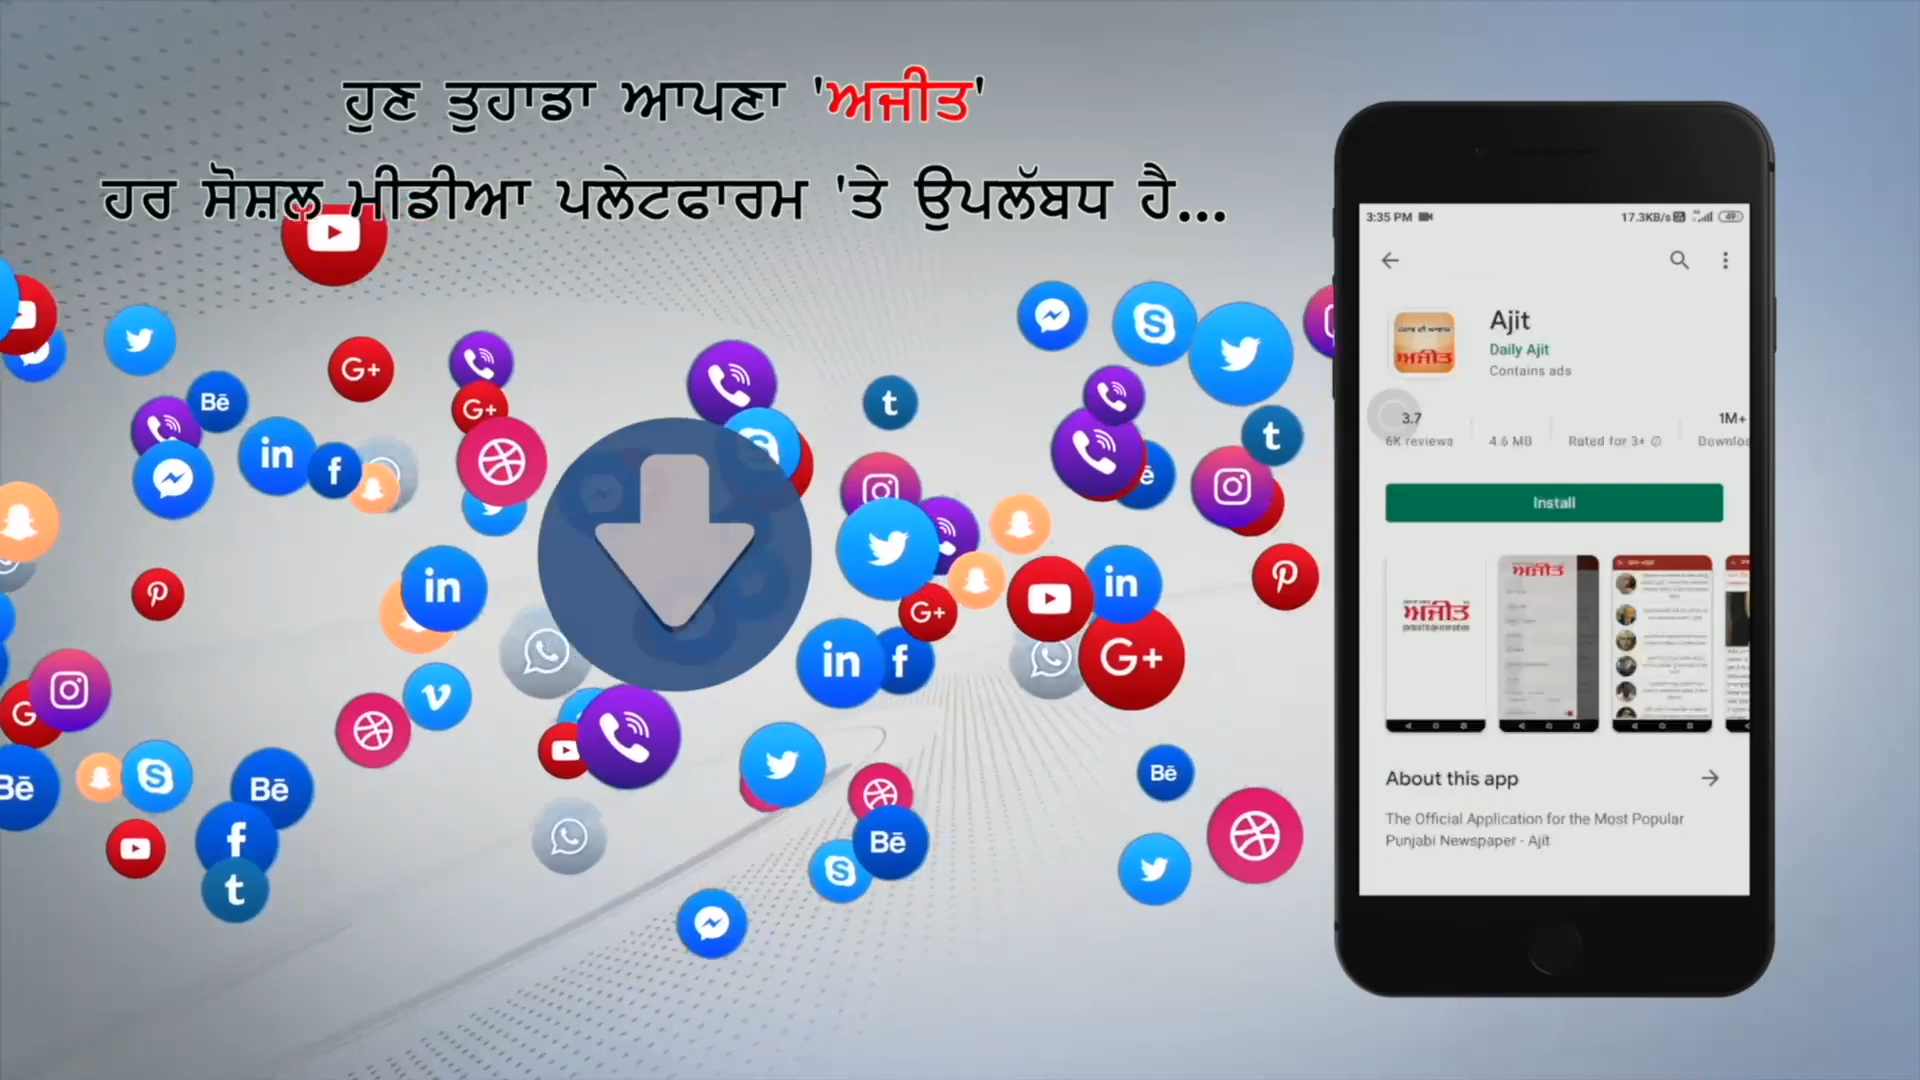 ਹੁਣ ਤੁਹਾਡਾ ਆਪਣਾ 'ਅਜੀਤ'
ਹਰ ਸੋਸ਼ਲ ਮੀਡੀਆ ਪਲੇਟਫਾਰਮ 'ਤੇ ਉਪਲੱਬਧ ਹੈ...
3:35 PM 17.3KB/s 49
Ajit
Daily Ajit
Contains ads
ਅਜੀਤ
3.7 1M+
6K reviews 4.6 MB Rated for 3+
Install
ਅਜੀਤ
ਅਜੀਤ
About this app
The Official Application for the Most Popular
Punjabi Newspaper - Ajit